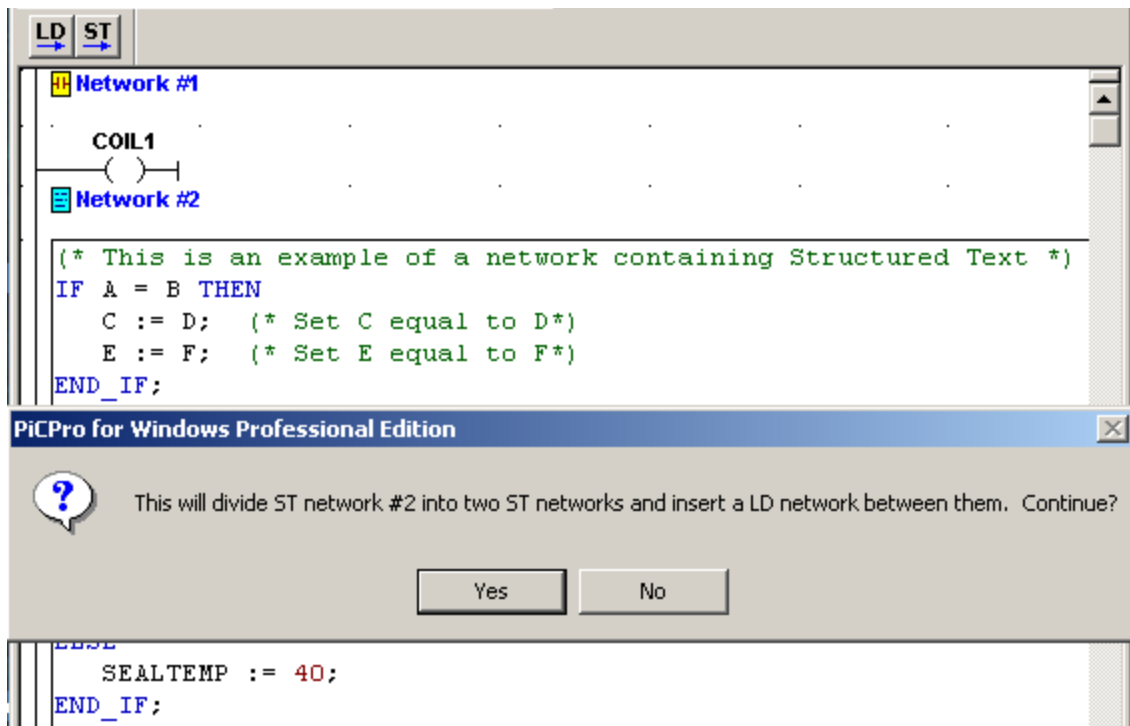 LD ST
Network #1
COIL1
Network #2
(* This is an example of a network containing Structured Text *)
IF A = B THEN
C := D; (* Set C equal to D*)
E := F; (* Set E equal to F*)
END_IF;
PiCPro for Windows Professional Edition
This will divide ST network #2 into two ST networks and insert a LD network between them. Continue?
Yes No
ELSE
SEALTEMP := 40;
END_IF;